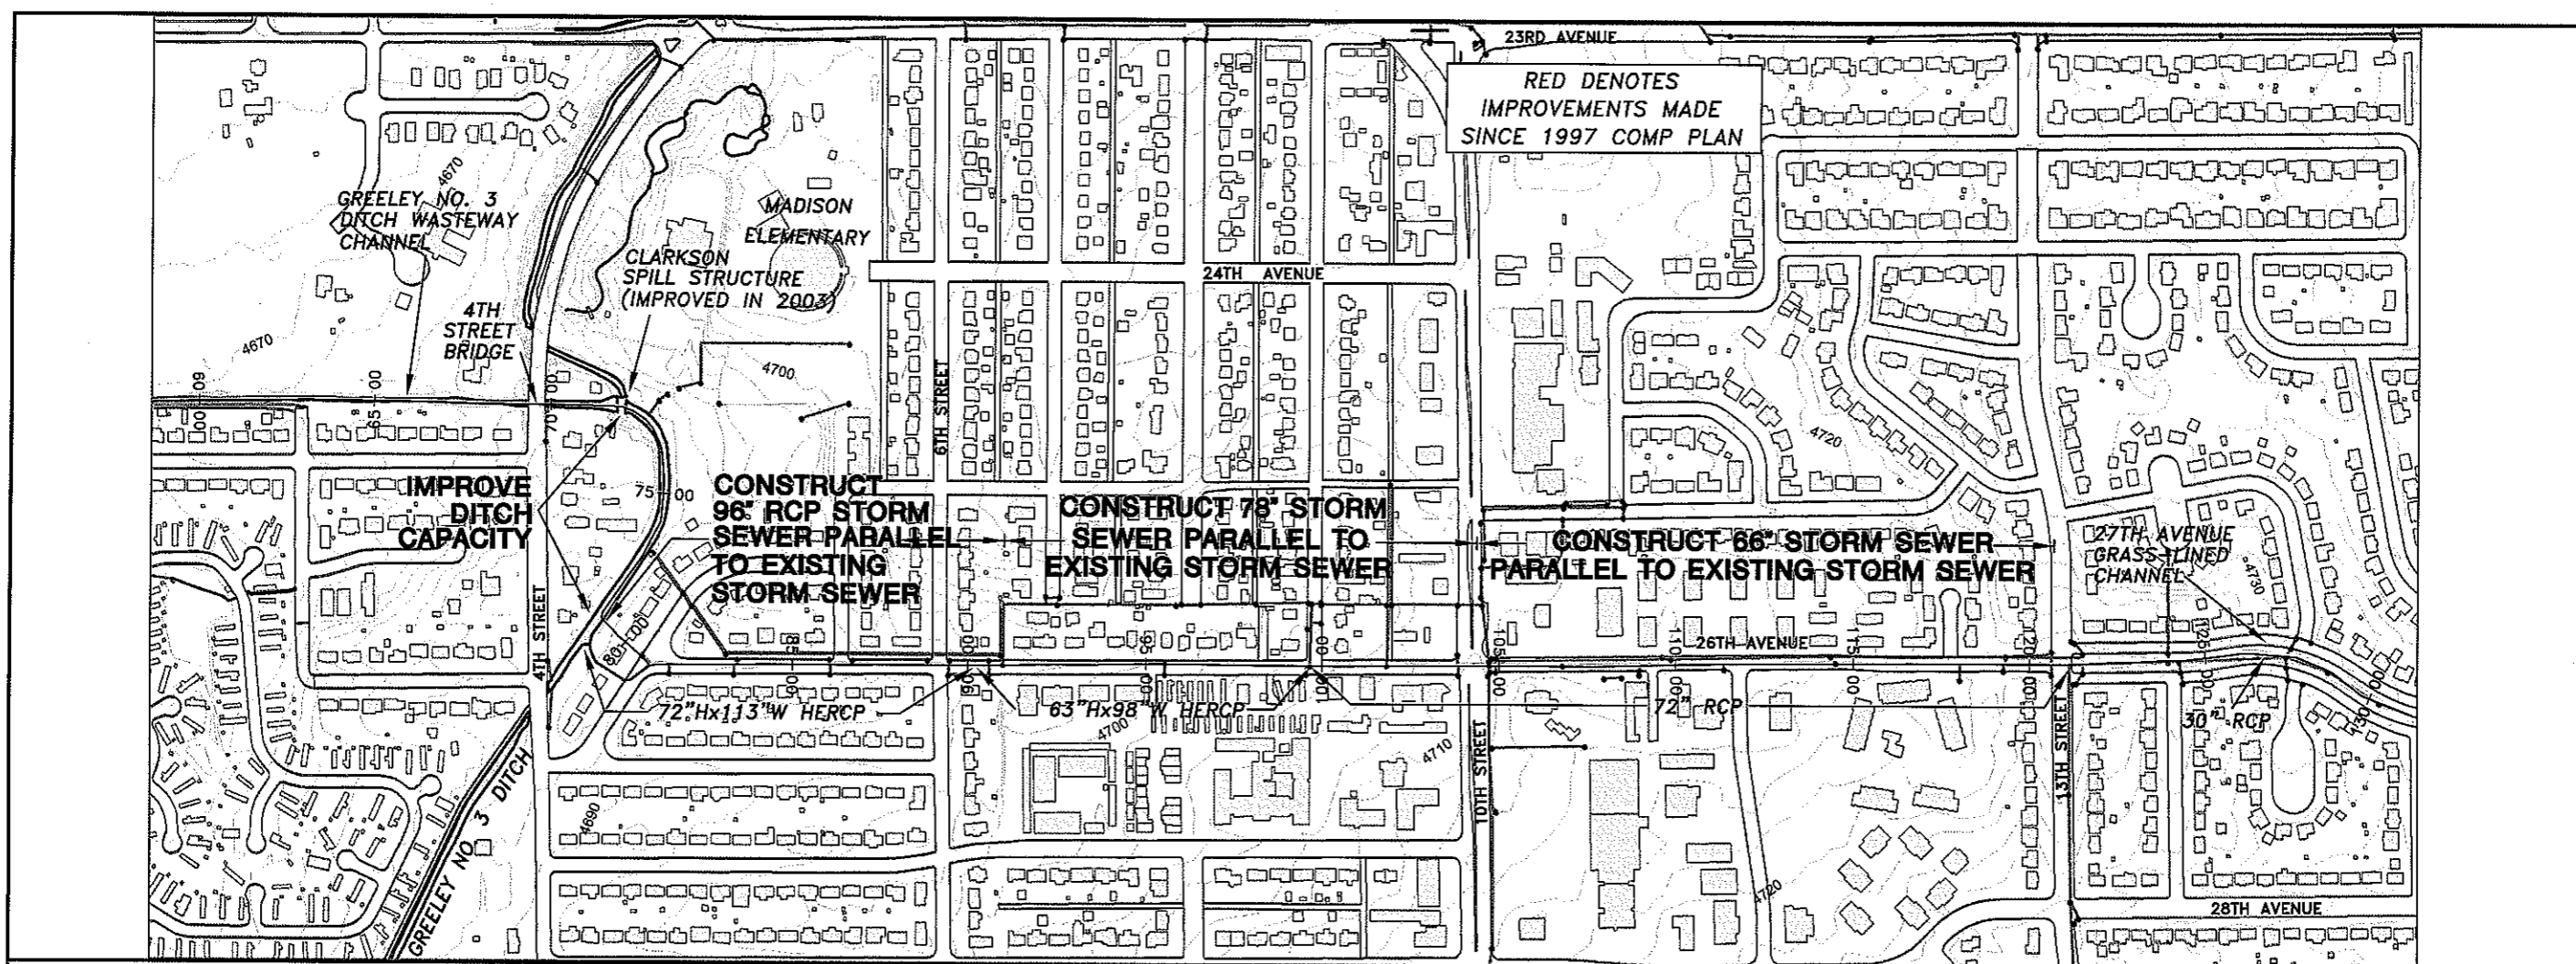 23RD AVENUE
RED DENOTES
IMPROVEMENTS MADE
SINCE 1997 COMP PLAN
4670
GREELEY NO. 3
DITCH WASTEWAY
CHANNEL
MADISON
ELEMENTARY
CLARKSON
SPILL STRUCTURE
(IMPROVED IN 2003)
24TH AVENUE
4TH
STREET
BRIDGE
4670
4700
6TH STREET
60+00
65+00
70+00
4720
IMPROVE
DITCH
CAPACITY
75+00
CONSTRUCT
96" RCP STORM
SEWER PARALLEL
TO EXISTING
STORM SEWER
CONSTRUCT 78" STORM
SEWER PARALLEL TO
EXISTING STORM SEWER
CONSTRUCT 66" STORM SEWER
PARALLEL TO EXISTING STORM SEWER
27TH AVENUE
GRASS-LINED
CHANNEL
4730
4TH STREET
80+00
85+00
90+00
95+00
100+00
105+00
110+00
26TH AVENUE
115+00
120+00
125+00
130+00
72"Hx113"W HERCP
63"Hx98"W HERCP
72" RCP
30" RCP
4700
4710
10TH STREET
13TH STREET
GREELEY NO. 3 DITCH
4690
4720
28TH AVENUE